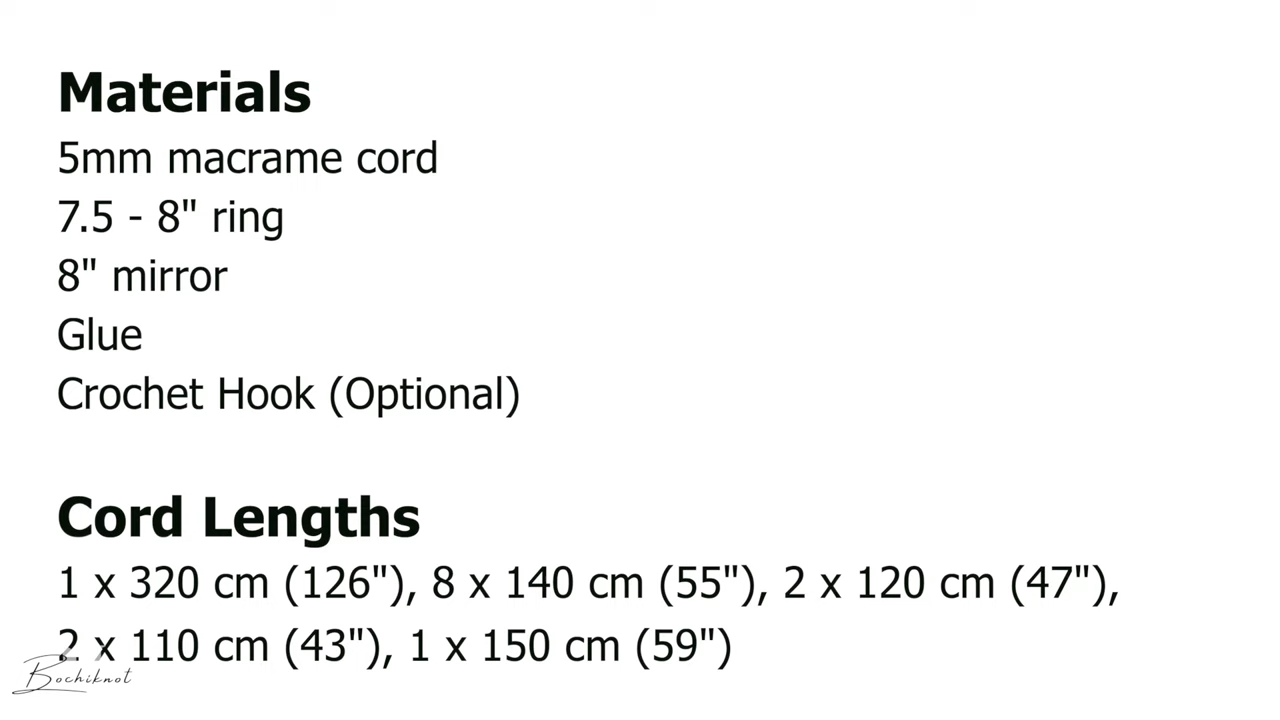 Materials
5mm macrame cord
7.5 - 8" ring
8" mirror
Glue
Crochet Hook (Optional)
Cord Lengths
1 x 320 cm (126"), 8 x 140 cm (55"), 2 x 120 cm (47"),
2 x 110 cm (43"), 1 x 150 cm (59")
Bochiknot